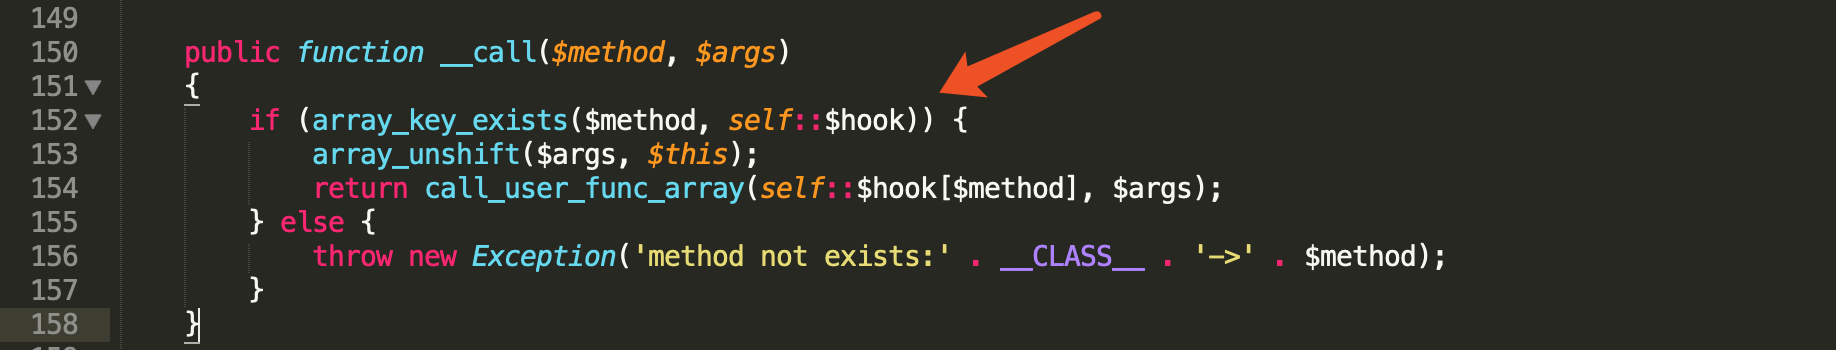 149
150 public function __call($method, $args)
151 {
152 if (array_key_exists($method, self::$hook)) {
153 array_unshift($args, $this);
154 return call_user_func_array(self::$hook[$method], $args);
155 } else {
156 throw new Exception('method not exists:' . __CLASS__ . '->' . $method);
157 }
158 }